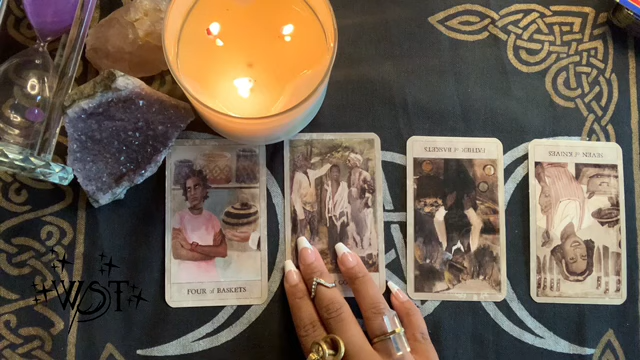 FOUR of BASKETS
FATHER of BASKETS
SEVEN of KNIVES
WST